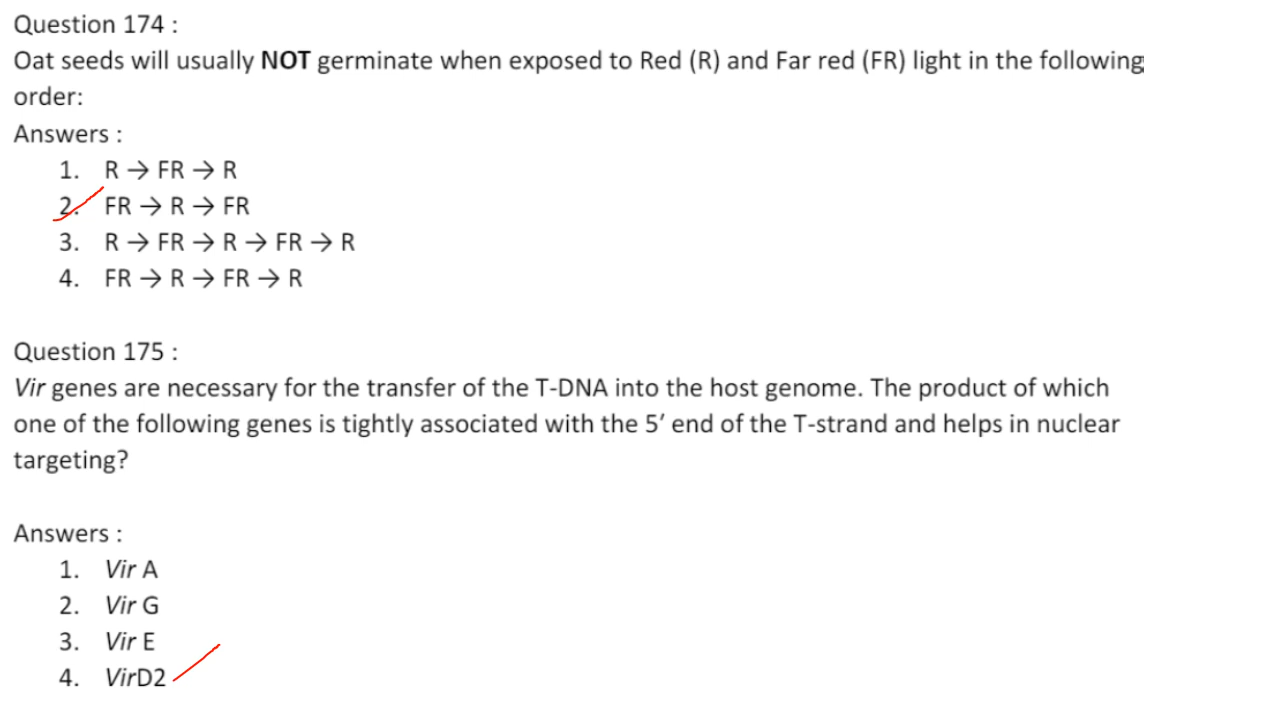 Question 174 :
Oat seeds will usually NOT germinate when exposed to Red (R) and Far red (FR) light in the following
order:
Answers :
1. R → FR → R
2. FR → R → FR
3. R → FR → R → FR → R
4. FR → R → FR → R
Question 175 :
Vir genes are necessary for the transfer of the T-DNA into the host genome. The product of which
one of the following genes is tightly associated with the 5′ end of the T-strand and helps in nuclear
targeting?
Answers :
1. Vir A
2. Vir G
3. Vir E
4. VirD2